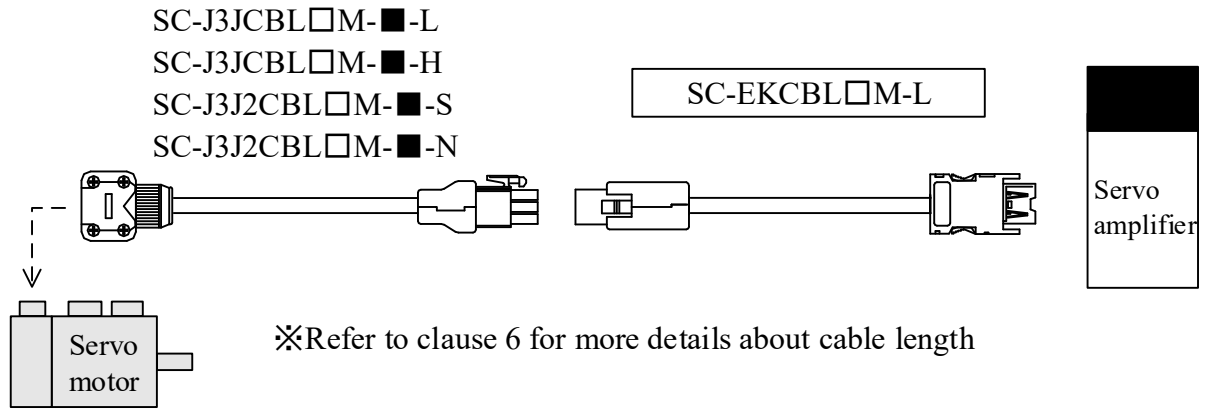 SC-J3JCBL□M-■-L
SC-J3JCBL□M-■-H
SC-J3J2CBL□M-■-S
SC-J3J2CBL□M-■-N
SC-EKCBL□M-L
Servo
amplifier
Servo
motor
※Refer to clause 6 for more details about cable length